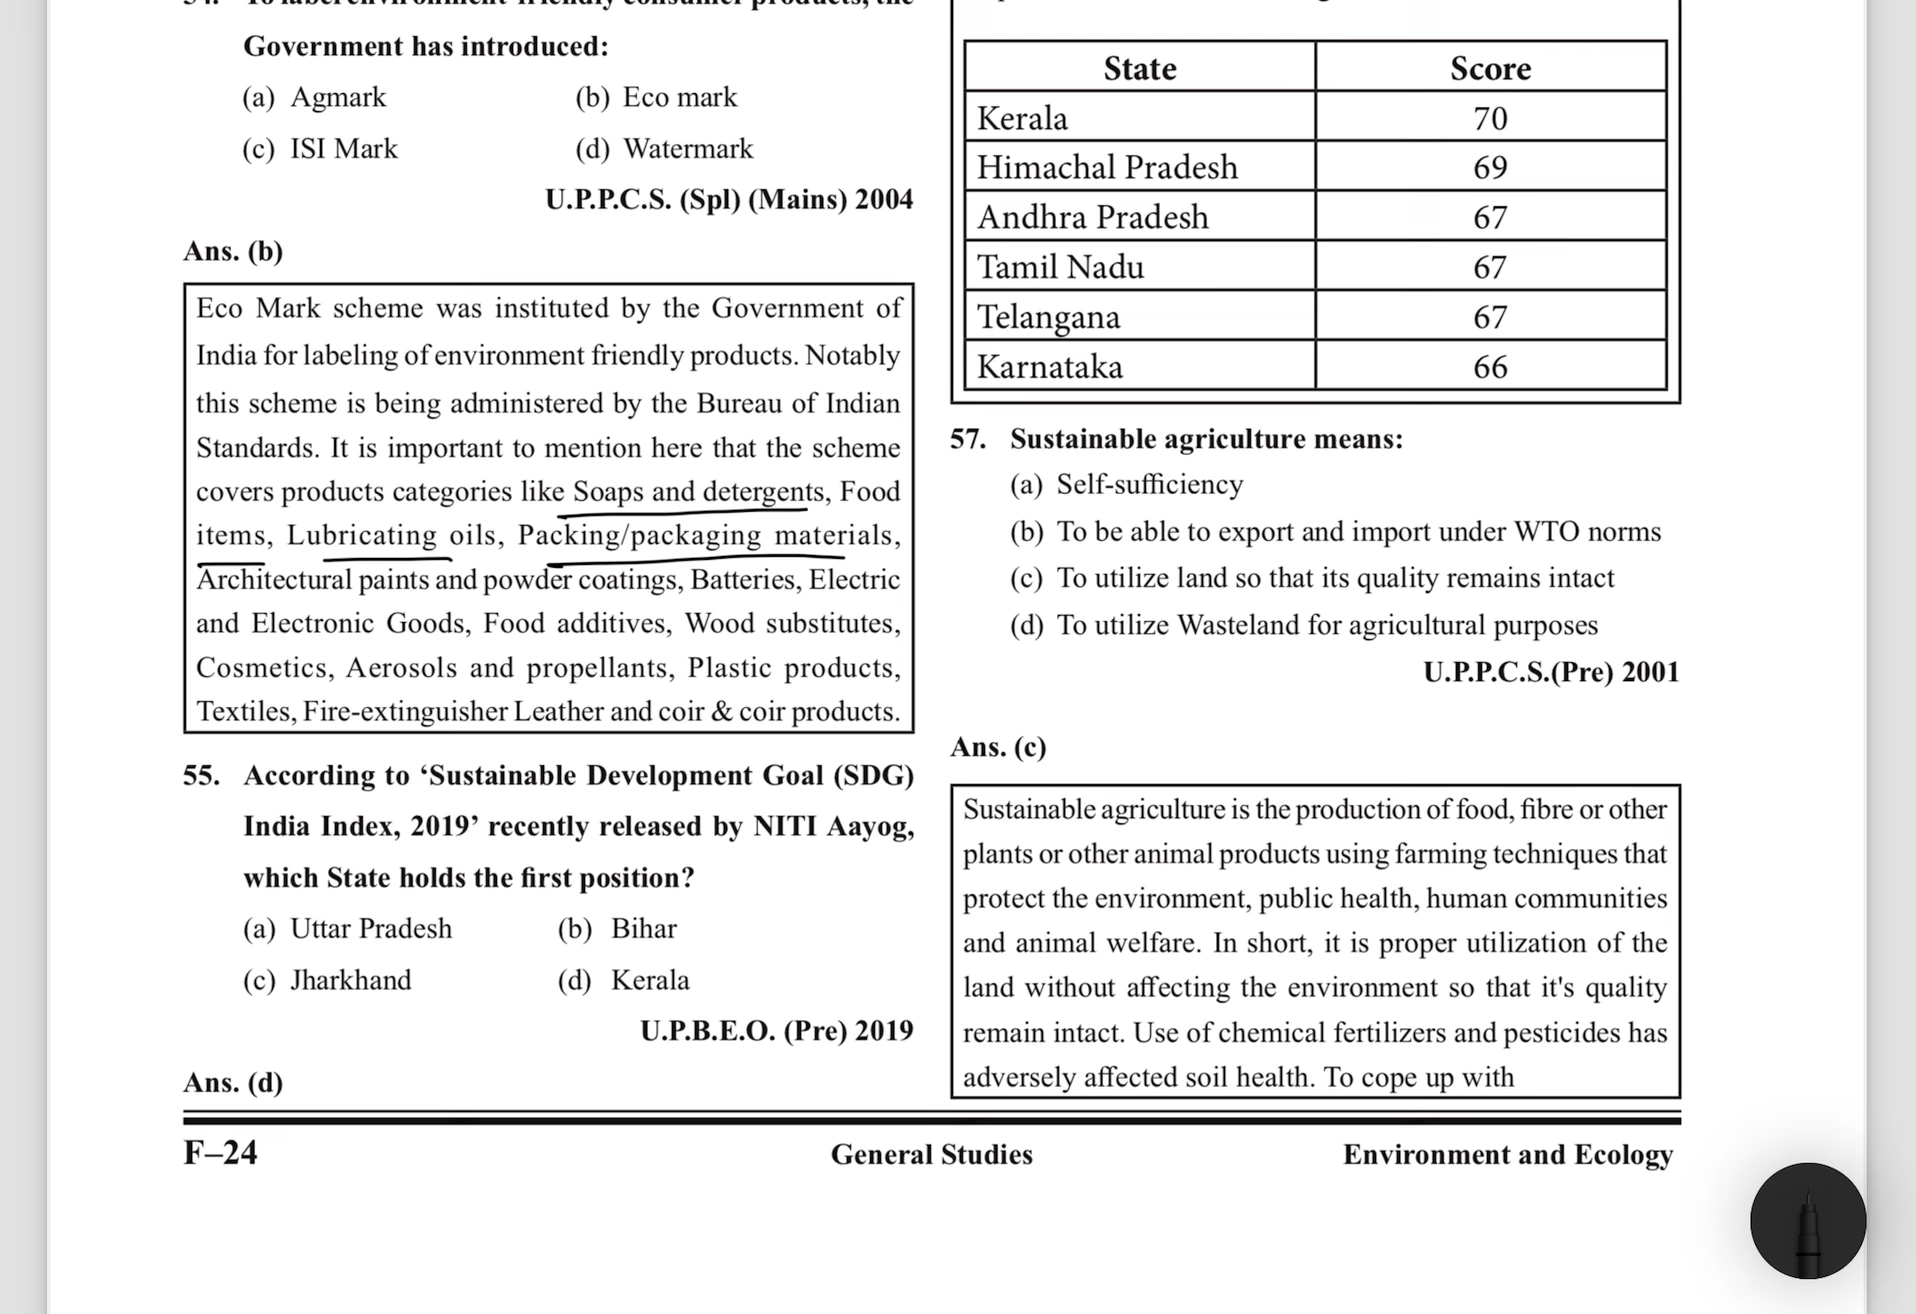 Government has introduced:
(a) Agmark (b) Eco mark
(c) ISI Mark (d) Watermark
U.P.P.C.S. (Spl) (Mains) 2004
Ans. (b)
Eco Mark scheme was instituted by the Government of
India for labeling of environment friendly products. Notably
this scheme is being administered by the Bureau of Indian
Standards. It is important to mention here that the scheme
covers products categories like Soaps and detergents, Food
items, Lubricating oils, Packing/packaging materials,
Architectural paints and powder coatings, Batteries, Electric
and Electronic Goods, Food additives, Wood substitutes,
Cosmetics, Aerosols and propellants, Plastic products,
Textiles, Fire-extinguisher Leather and coir & coir products.
55. According to ‘Sustainable Development Goal (SDG)
India Index, 2019’ recently released by NITI Aayog,
which State holds the first position?
(a) Uttar Pradesh (b) Bihar
(c) Jharkhand (d) Kerala
U.P.B.E.O. (Pre) 2019
Ans. (d)
State Score
Kerala 70
Himachal Pradesh 69
Andhra Pradesh 67
Tamil Nadu 67
Telangana 67
Karnataka 66
57. Sustainable agriculture means:
(a) Self-sufficiency
(b) To be able to export and import under WTO norms
(c) To utilize land so that its quality remains intact
(d) To utilize Wasteland for agricultural purposes
U.P.P.C.S.(Pre) 2001
Ans. (c)
Sustainable agriculture is the production of food, fibre or other
plants or other animal products using farming techniques that
protect the environment, public health, human communities
and animal welfare. In short, it is proper utilization of the
land without affecting the environment so that it's quality
remain intact. Use of chemical fertilizers and pesticides has
adversely affected soil health. To cope up with
F–24 General Studies Environment and Ecology